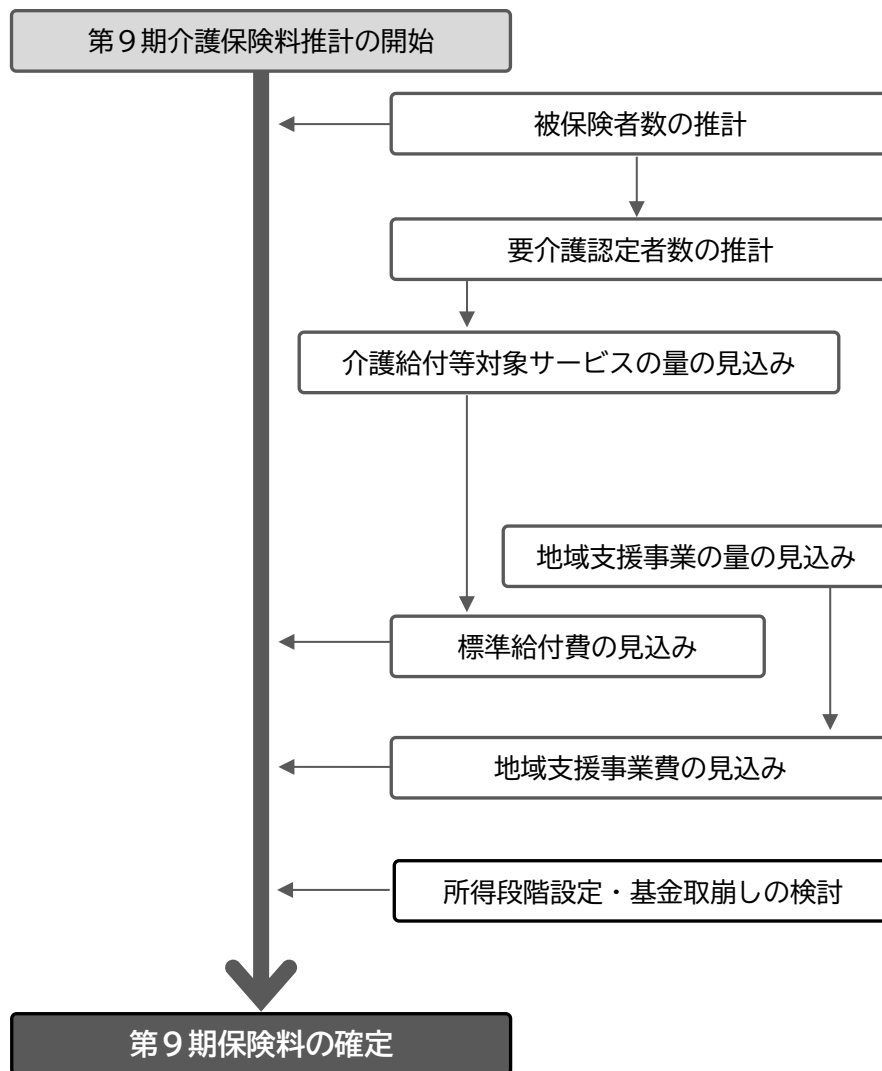 第９期介護保険料推計の開始
被保険者数の推計
要介護認定者数の推計
介護給付等対象サービスの量の見込み
地域支援事業の量の見込み
標準給付費の見込み
地域支援事業費の見込み
所得段階設定・基金取崩しの検討
第９期保険料の確定